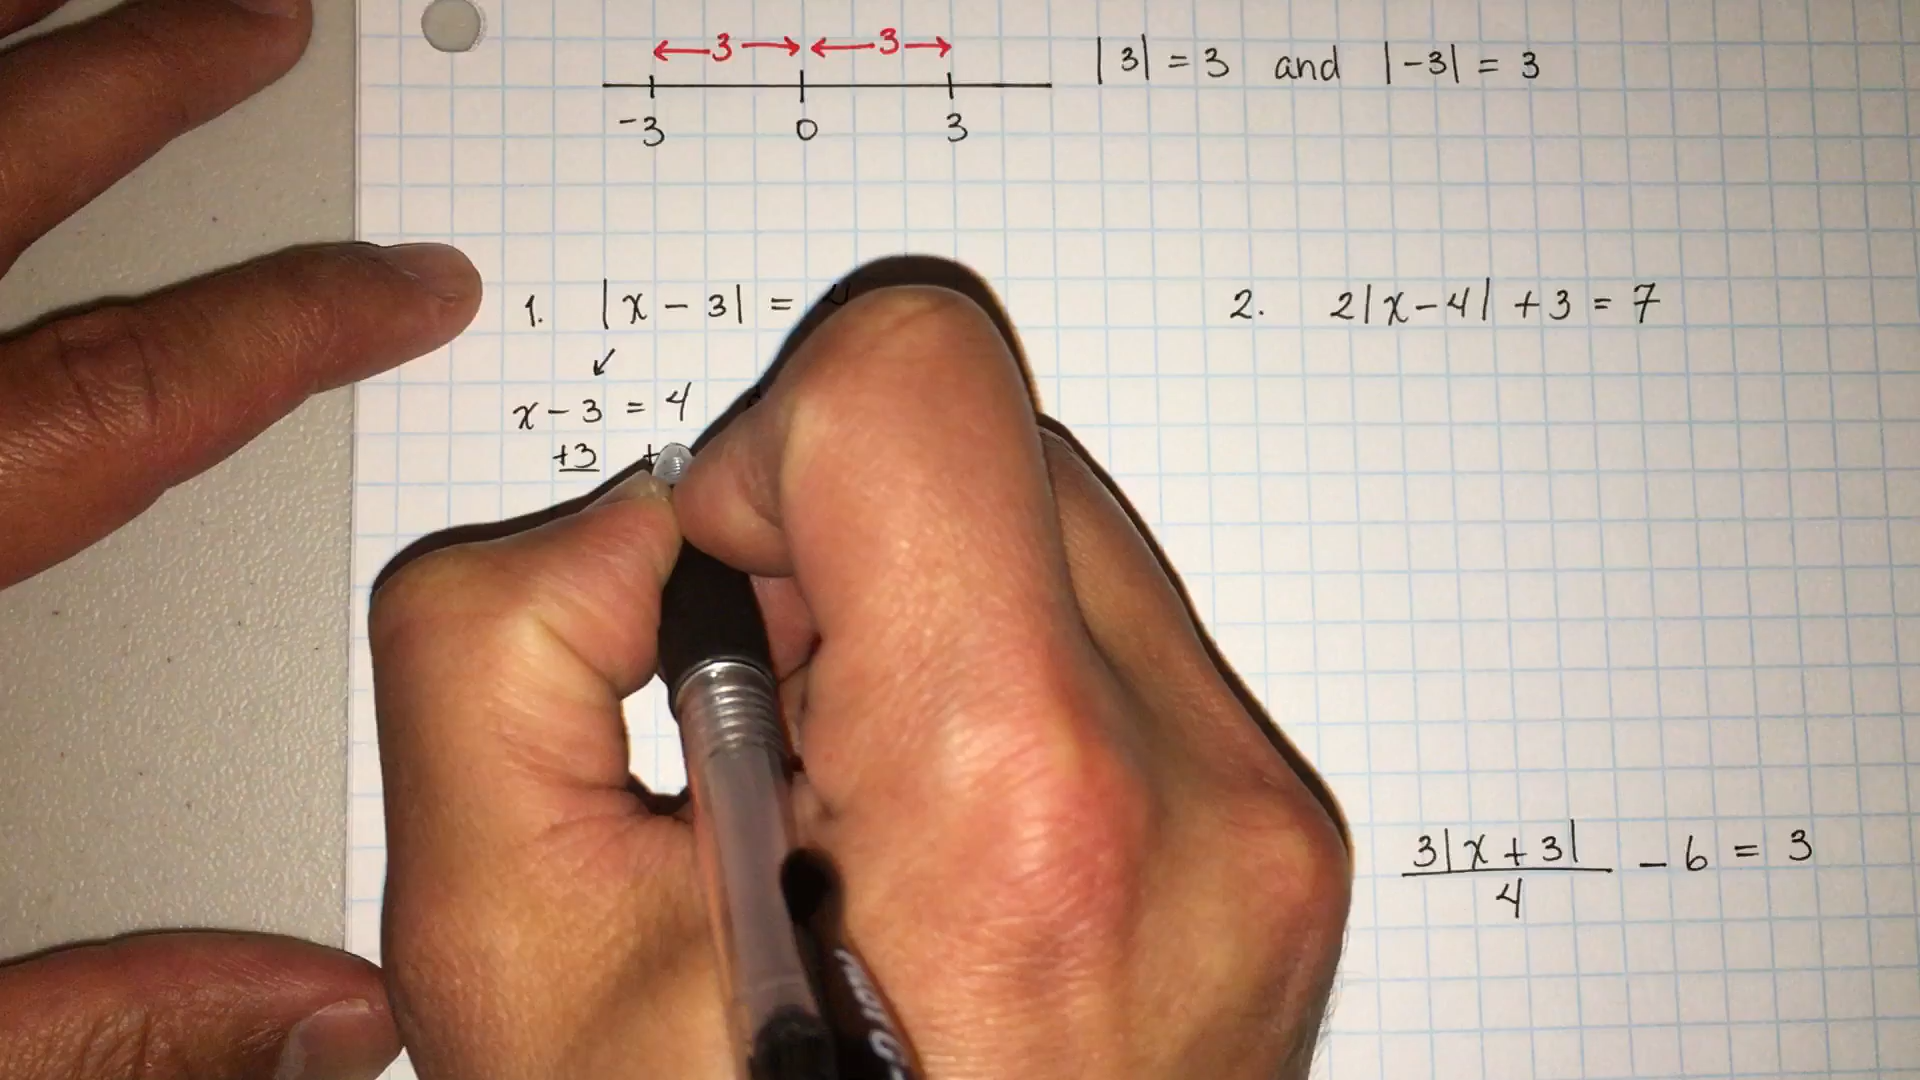 3 3
-3 0 3
|3| = 3 and |-3| = 3
1. |x - 3| =
x - 3 = 4
+3 +
2. 2|x-4| + 3 = 7
3|x+3| - 6 = 3
4